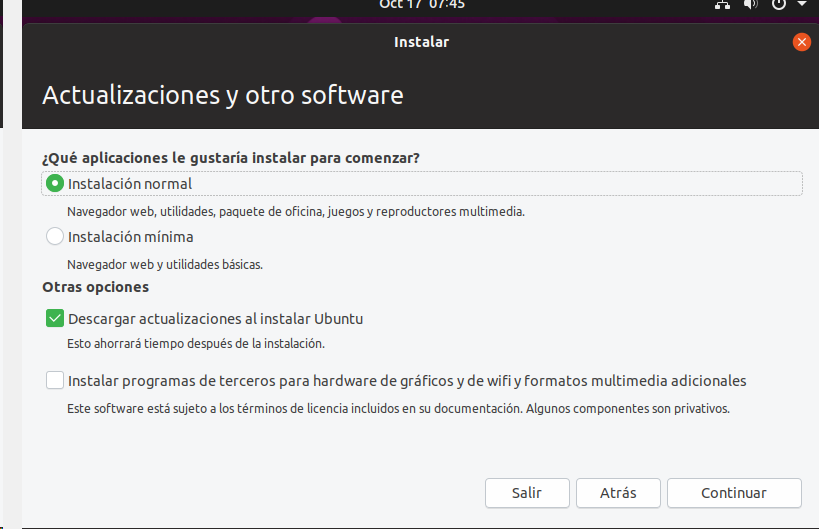 Oct 17 07:45
Instalar
Actualizaciones y otro software
¿Qué aplicaciones le gustaría instalar para comenzar?
Instalación normal
Navegador web, utilidades, paquete de oficina, juegos y reproductores multimedia.
Instalación mínima
Navegador web y utilidades básicas.
Otras opciones
Descargar actualizaciones al instalar Ubuntu
Esto ahorrará tiempo después de la instalación.
Instalar programas de terceros para hardware de gráficos y de wifi y formatos multimedia adicionales
Este software está sujeto a los términos de licencia incluidos en su documentación. Algunos componentes son privativos.
Salir Atrás Continuar